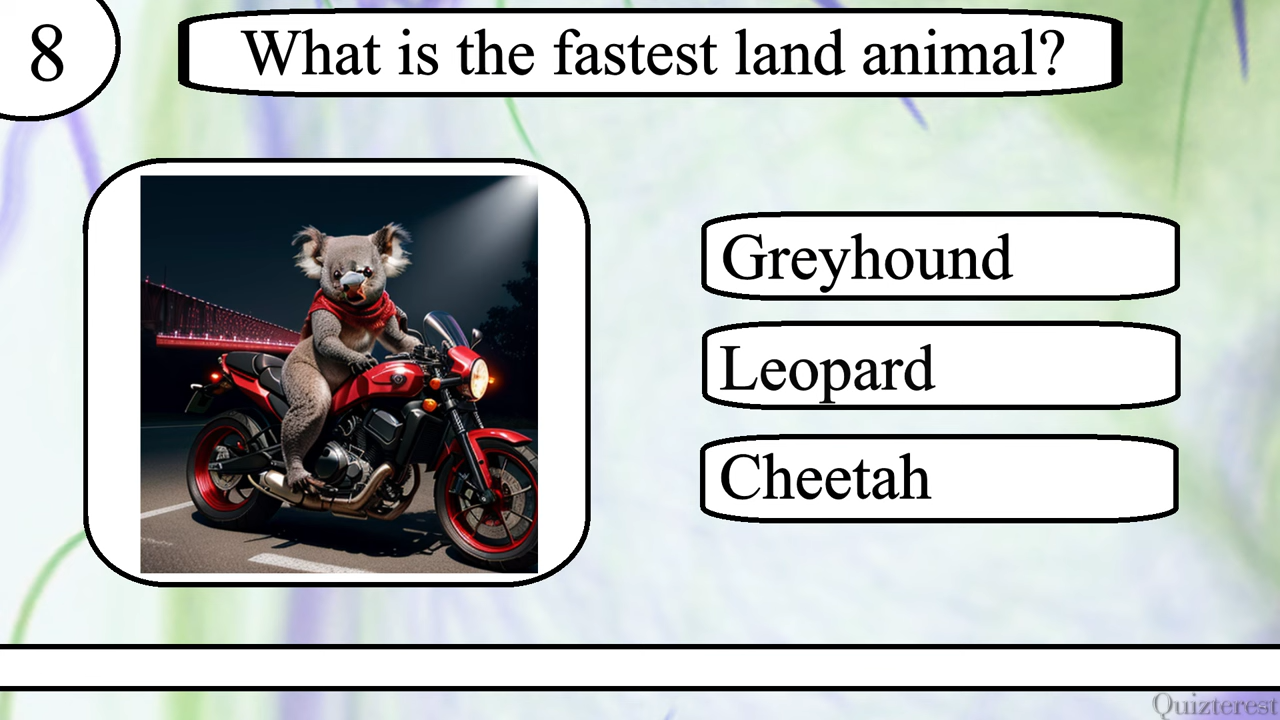 8
What is the fastest land animal?
Greyhound
Leopard
Cheetah
Quizterest